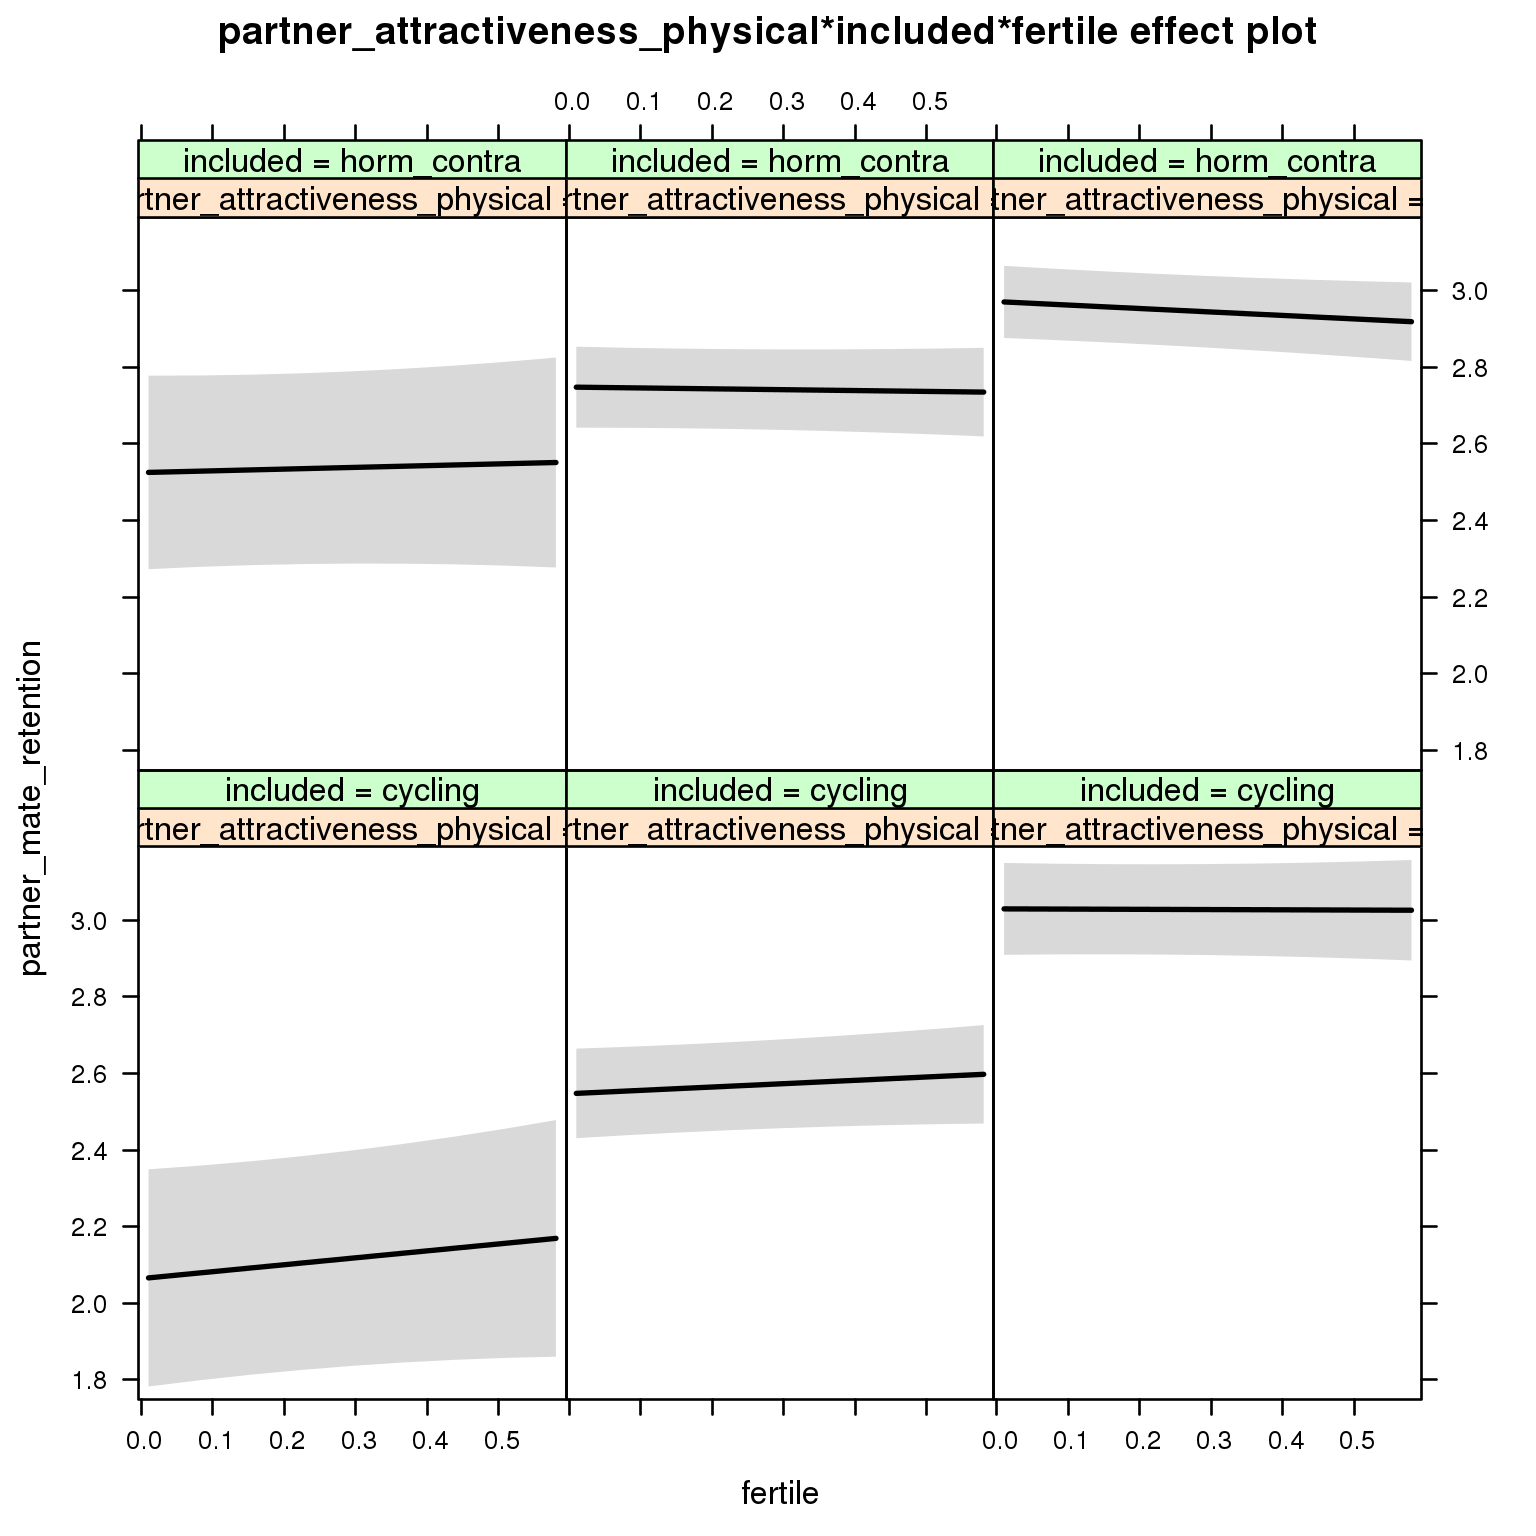 partner_attractiveness_physical*included*fertile effect plot
0.0 0.1 0.2 0.3 0.4 0.5
included = horm_contra included = horm_contra included = horm_contra
rtner_attractiveness_physical = rtner_attractiveness_physical = tner_attractiveness_physical =
3.0
2.8
2.6
2.4
2.2
2.0
1.8
partner_mate_retention
included = cycling included = cycling included = cycling
rtner_attractiveness_physical = rtner_attractiveness_physical = tner_attractiveness_physical =
3.0
2.8
2.6
2.4
2.2
2.0
1.8
0.0 0.1 0.2 0.3 0.4 0.5 0.0 0.1 0.2 0.3 0.4 0.5
fertile